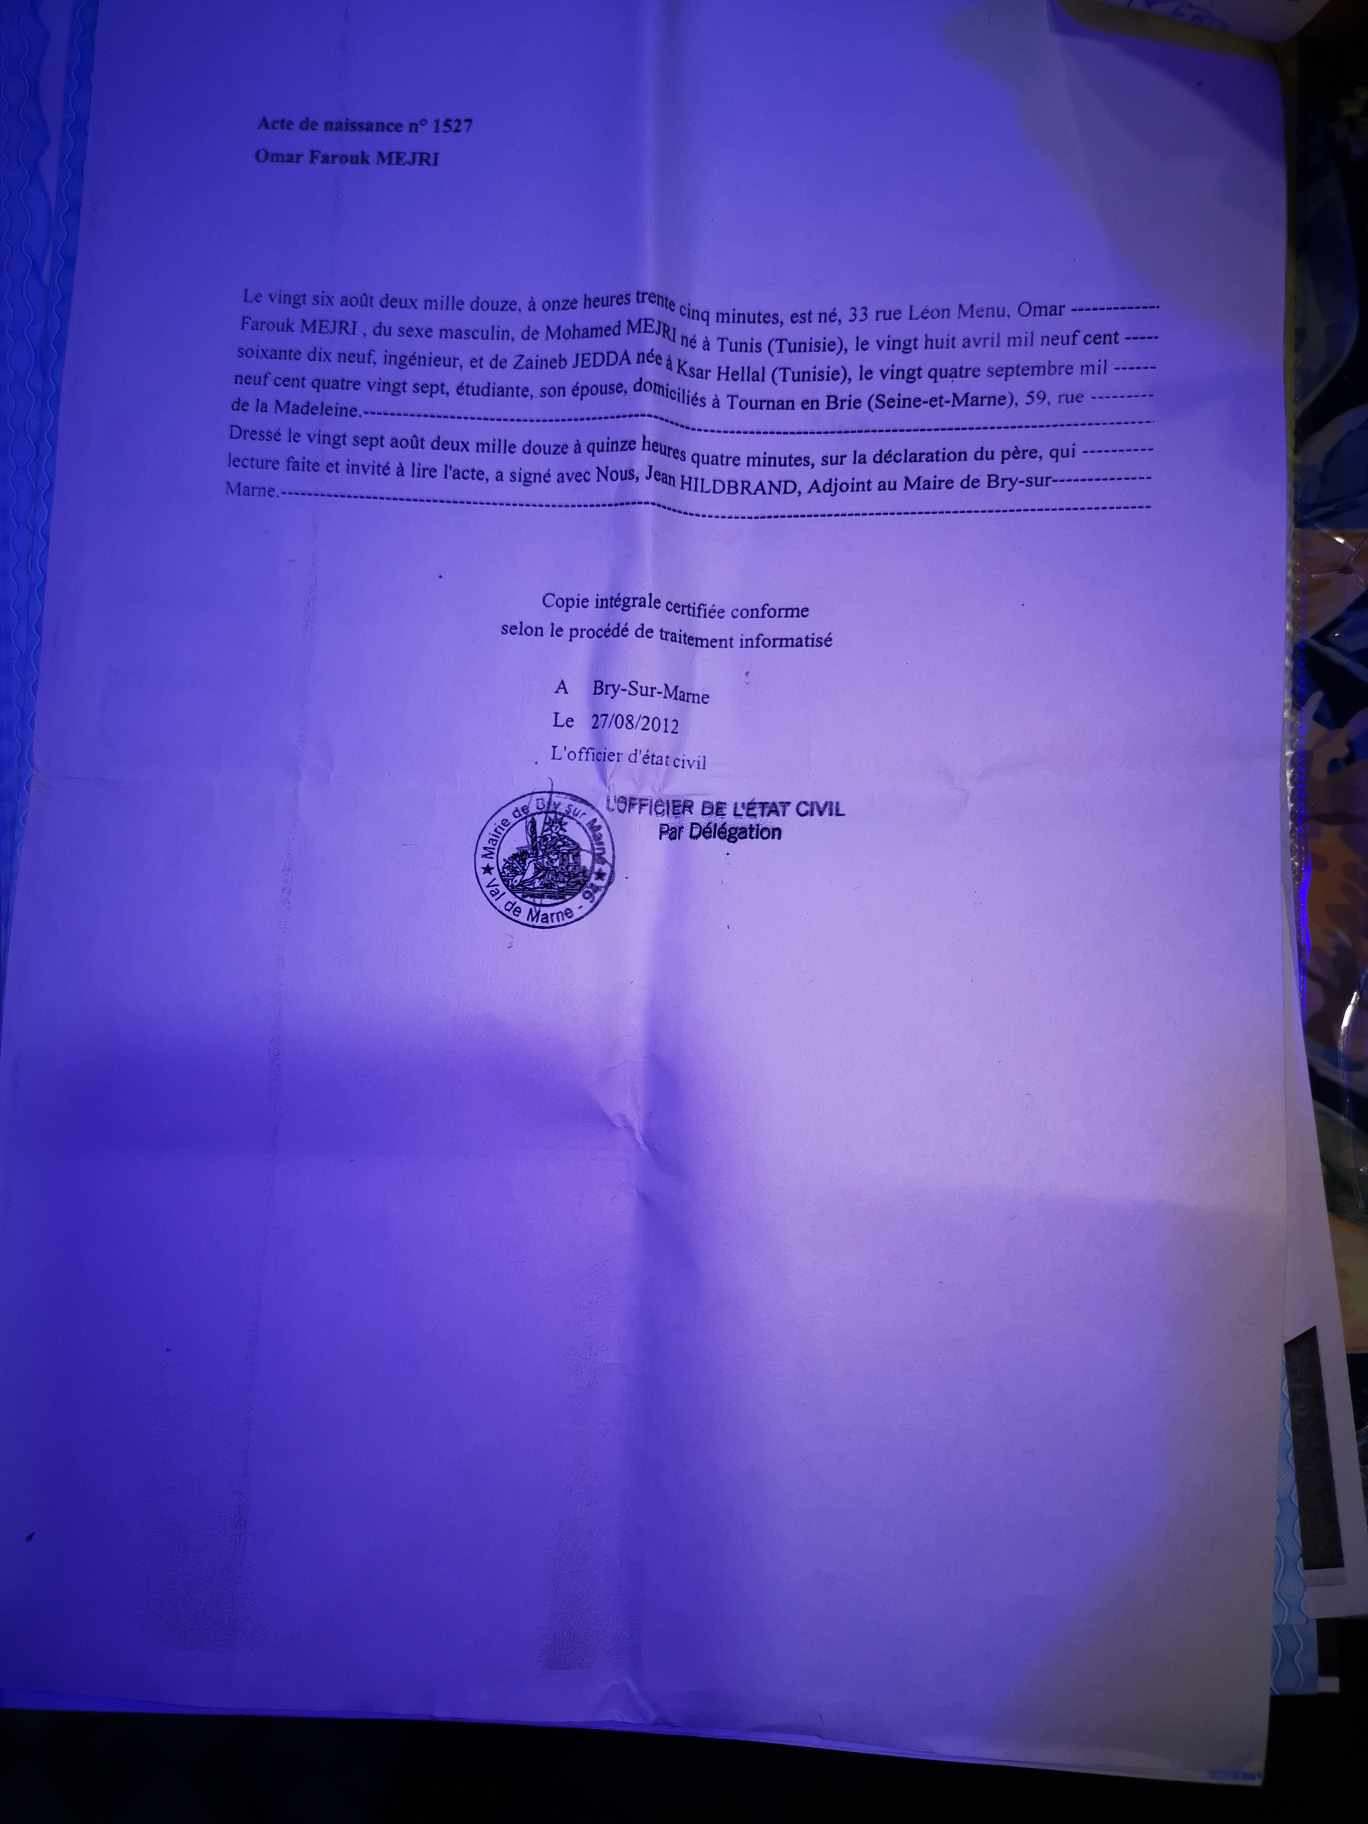 Acte de naissance n° 1527
Omar Farouk MEJRI
Le vingt six août deux mille douze, à onze heures trente cinq minutes, est né, 33 rue Léon Menu, Omar --------------
Farouk MEJRI , du sexe masculin, de Mohamed MEJRI né à Tunis (Tunisie), le vingt huit avril mil neuf cent -----
soixante dix neuf, ingénieur, et de Zaineb JEDDA née à Ksar Hellal (Tunisie), le vingt quatre septembre mil ------
neuf cent quatre vingt sept, étudiante, son épouse, domiciliés à Tournan en Brie (Seine-et-Marne), 59, rue ---------
de la Madeleine.------------------------------------------------------------
Dressé le vingt sept août deux mille douze à quinze heures quatre minutes, sur la déclaration du père, qui ----------
lecture faite et invité à lire l'acte, a signé avec Nous, Jean HILDBRAND, Adjoint au Maire de Bry-sur---------------
Marne.------------------------------------------------------------
Copie intégrale certifiée conforme
selon le procédé de traitement informatisé
A Bry-Sur-Marne
Le 27/08/2012
L'officier d'état civil
L'OFFICIER DE L'ÉTAT CIVIL
Par Délégation
Mairie de Bry sur Marne
★ Val de Marne - 94 ★